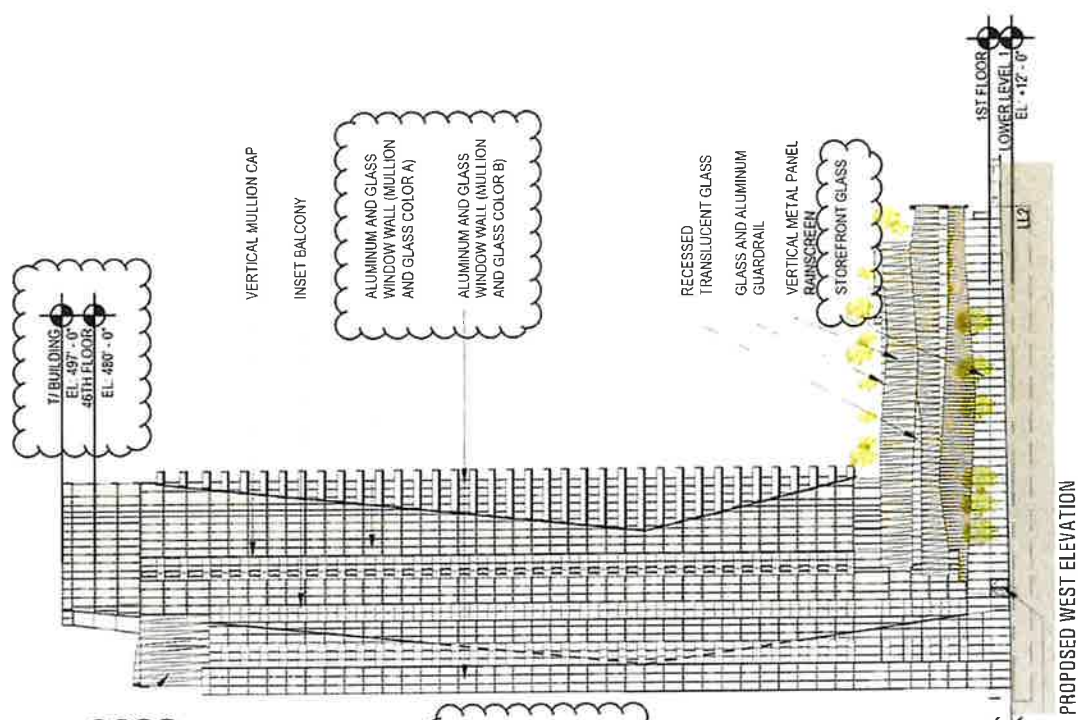 T/ BUILDING
EL: 497' - 0"
46TH FLOOR
EL: 480' - 0"
VERTICAL MULLION CAP
INSET BALCONY
ALUMINUM AND GLASS
WINDOW WALL (MULLION
AND GLASS COLOR A)
ALUMINUM AND GLASS
WINDOW WALL (MULLION
AND GLASS COLOR B)
RECESSED
TRANSLUCENT GLASS
GLASS AND ALUMINUM
GUARDRAIL
VERTICAL METAL PANEL
RAINSCREEN
STOREFRONT GLASS
1ST FLOOR
LOWER LEVEL 1
EL: +12' - 0"
LL2
PROPOSED WEST ELEVATION